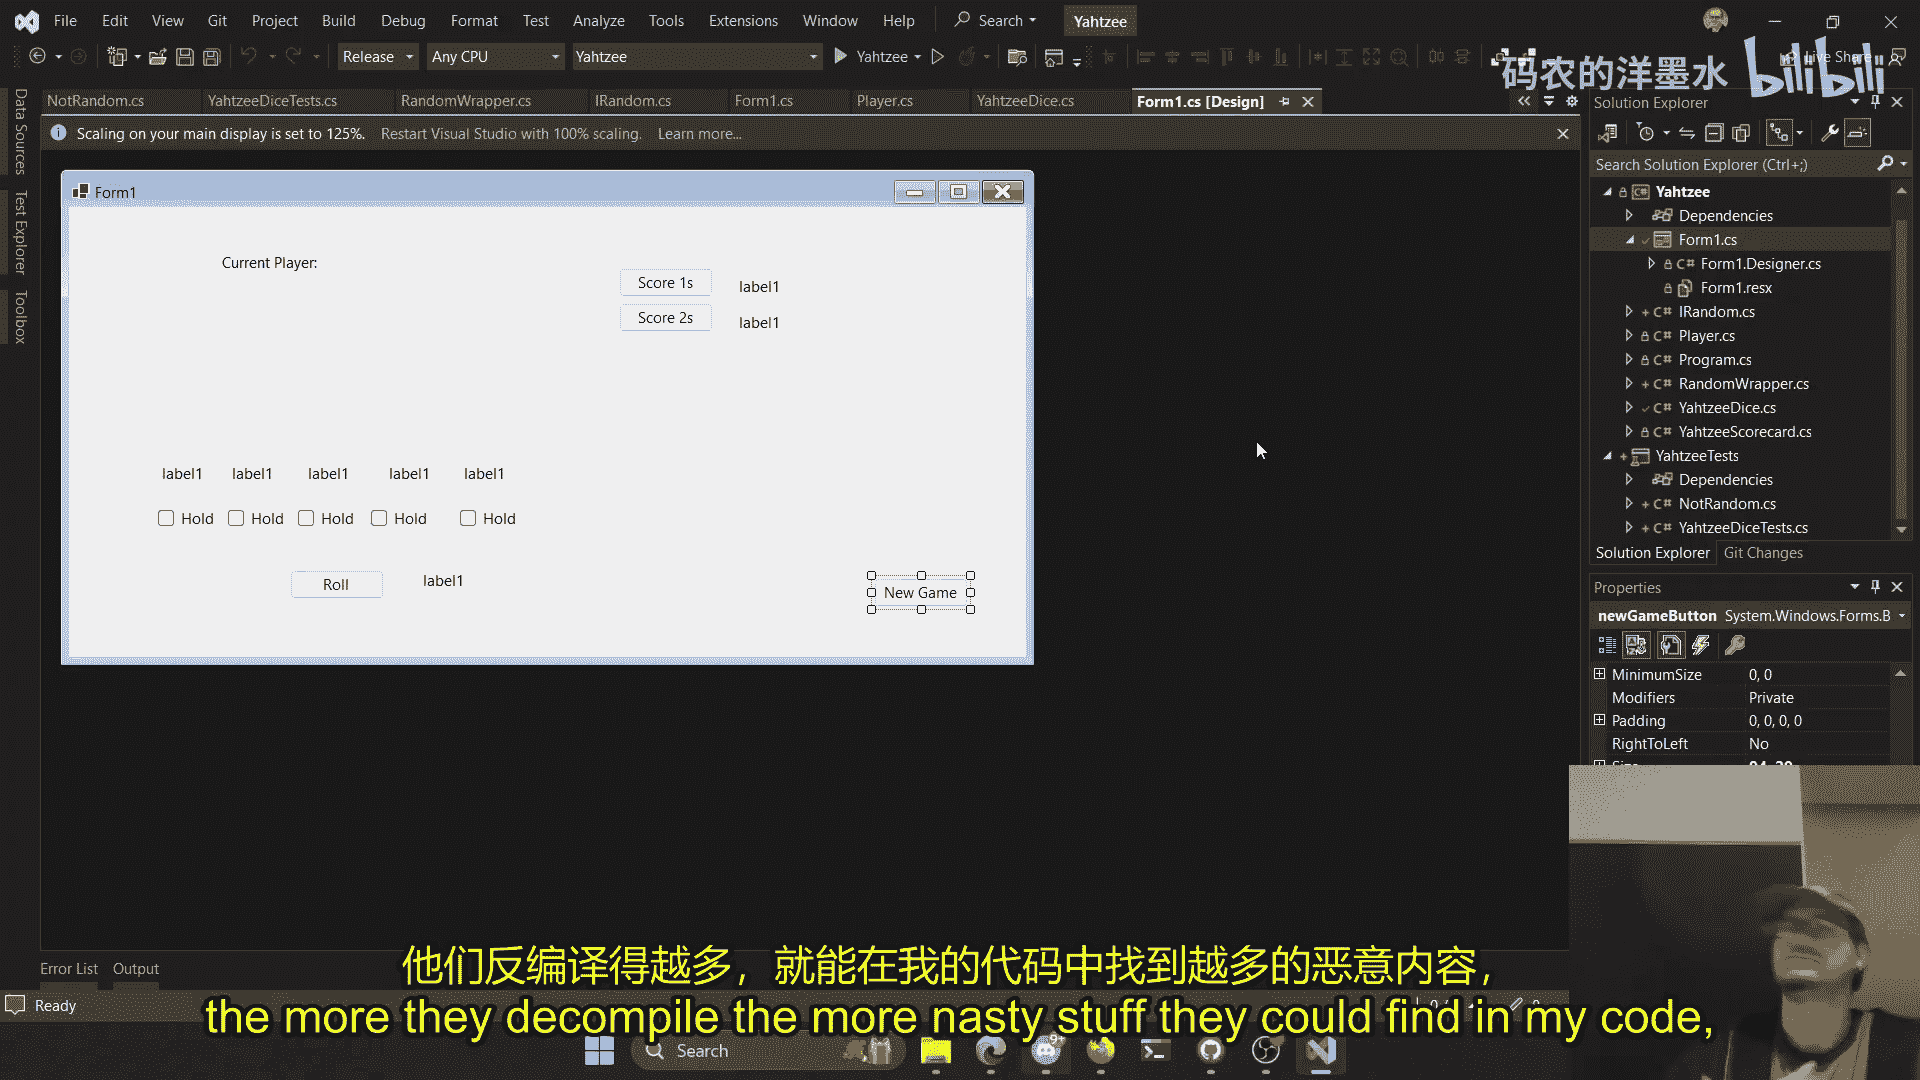 File Edit View Git Project Build Debug Format Test Analyze Tools Extensions Window Help Search Yahtzee
Release Any CPU Yahtzee Yahtzee Live Share
码农的洋墨水 bilibili
NotRandom.cs YahtzeeDiceTests.cs RandomWrapper.cs IRandom.cs Form1.cs Player.cs YahtzeeDice.cs Form1.cs [Design]
Scaling on your main display is set to 125%. Restart Visual Studio with 100% scaling. Learn more...
Data Sources
Test Explorer
Toolbox
Form1
Current Player:
Score 1s label1
Score 2s label1
label1 label1 label1 label1 label1
Hold Hold Hold Hold Hold
Roll label1
New Game
Solution Explorer
Search Solution Explorer (Ctrl+;)
Yahtzee
Dependencies
Form1.cs
C# Form1.Designer.cs
Form1.resx
C# IRandom.cs
C# Player.cs
C# Program.cs
C# RandomWrapper.cs
C# YahtzeeDice.cs
C# YahtzeeScorecard.cs
YahtzeeTests
Dependencies
C# NotRandom.cs
C# YahtzeeDiceTests.cs
Solution Explorer Git Changes
Properties
newGameButton System.Windows.Forms.B
MinimumSize 0, 0
Modifiers Private
Padding 0, 0, 0, 0
RightToLeft No
Error List Output
他们反编译得越多，就能在我的代码中找到越多的恶意内容，
Ready
the more they decompile the more nasty stuff they could find in my code,
Search 9+